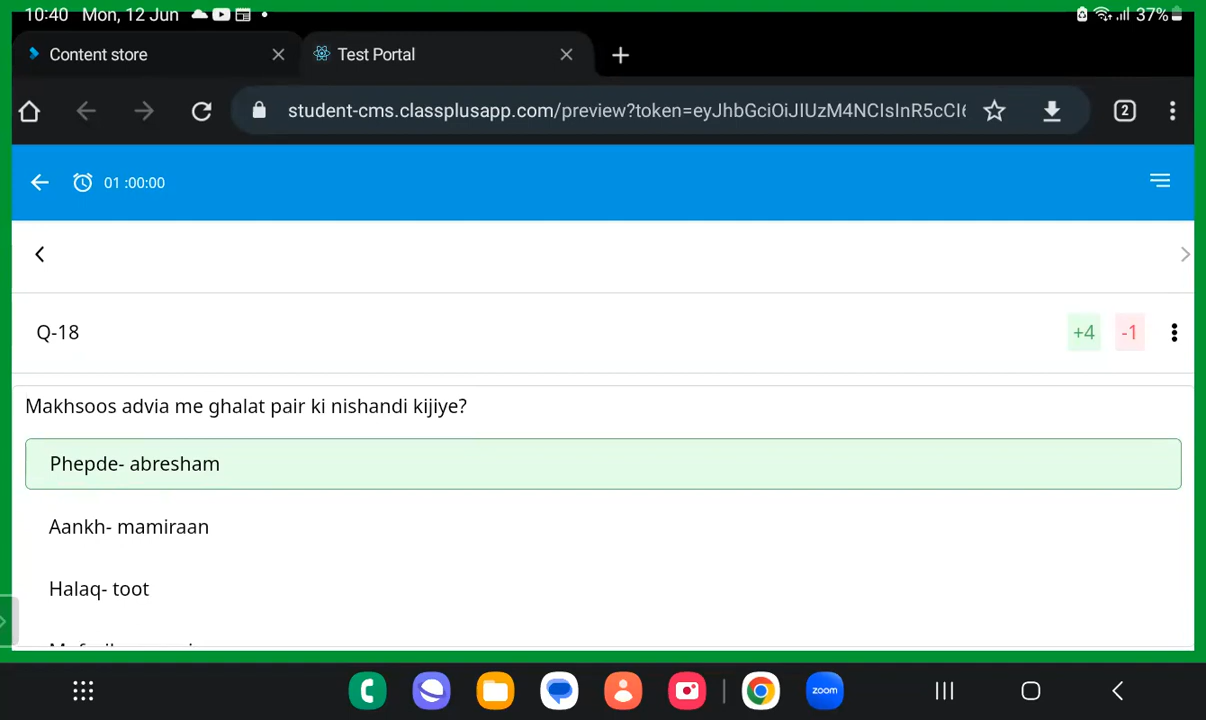 10:40 Mon, 12 Jun 37%
Content store
Test Portal
student-cms.classplusapp.com/preview?token=eyJhbGciOiJIUzM4NCIsInR5cCI6
2
01 :00:00
Q-18
+4 -1
Makhsoos advia me ghalat pair ki nishandi kijiye?
Phepde- abresham
Aankh- mamiraan
Halaq- toot
zoom